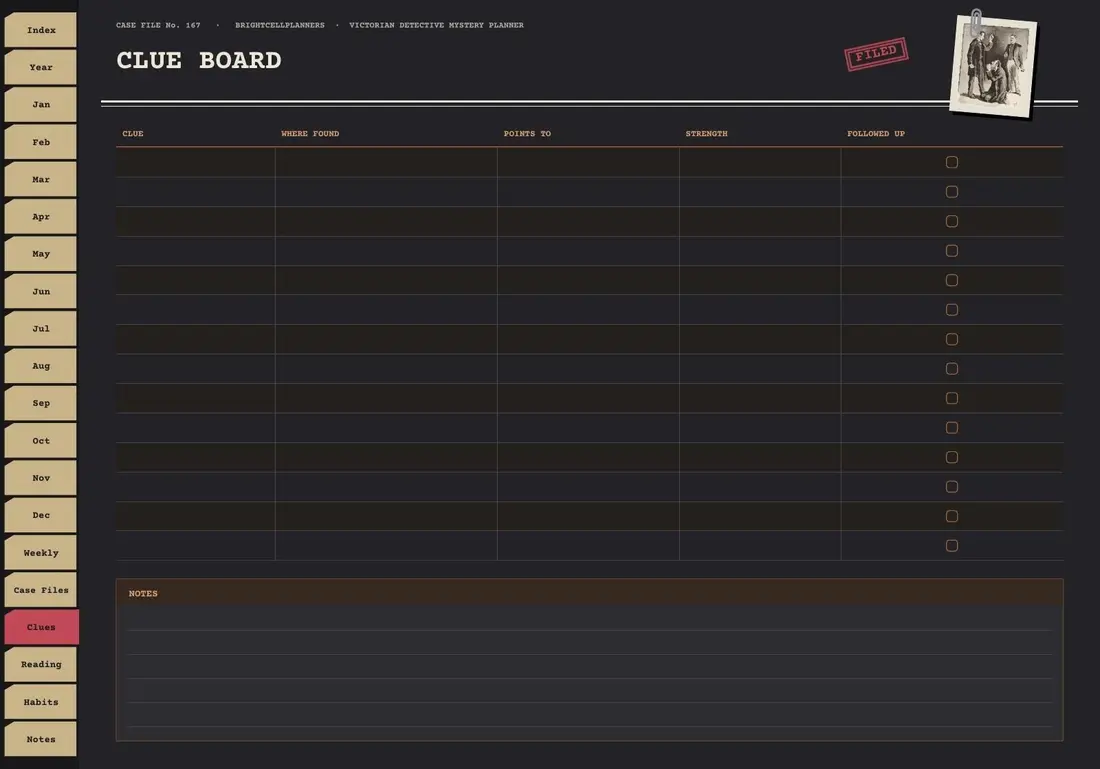 Index
Year
Jan
Feb
Mar
Apr
May
Jun
Jul
Aug
Sep
Oct
Nov
Dec
Weekly
Case Files
Clues
Reading
Habits
Notes
CASE FILE No. 167 · BRIGHTCELLPLANNERS · VICTORIAN DETECTIVE MYSTERY PLANNER
CLUE BOARD
FILED
CLUE WHERE FOUND POINTS TO STRENGTH FOLLOWED UP
NOTES